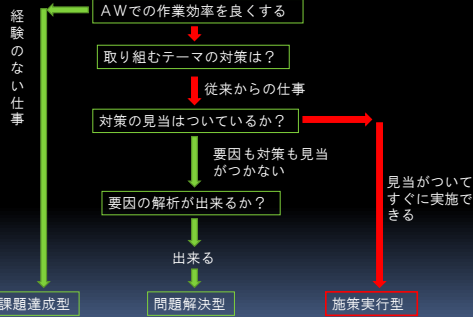 AWでの作業効率を良くする
経験のない仕事
取り組むテーマの対策は？
従来からの仕事
対策の見当はついているか？
要因も対策も見当
がつかない
見当がついて
すぐに実施で
きる
要因の解析が出来るか？
出来る
課題達成型
問題解決型
施策実行型